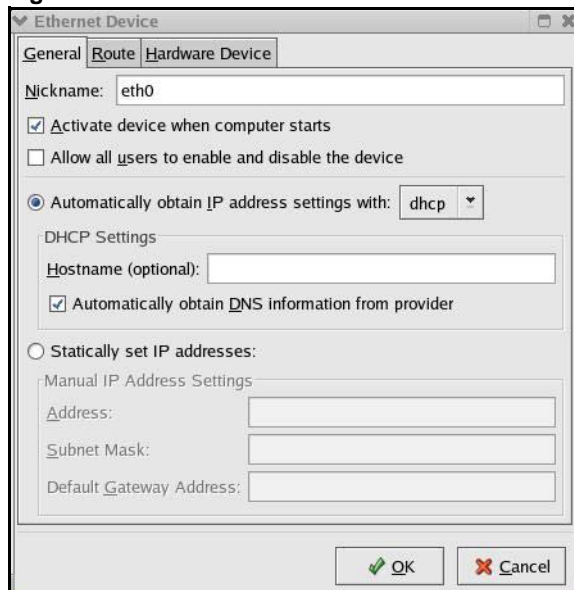 Ethernet Device
General Route Hardware Device
Nickname: eth0
Activate device when computer starts
Allow all users to enable and disable the device
Automatically obtain IP address settings with: dhcp
DHCP Settings
Hostname (optional):
Automatically obtain DNS information from provider
Statically set IP addresses:
Manual IP Address Settings
Address:
Subnet Mask:
Default Gateway Address:
OK Cancel